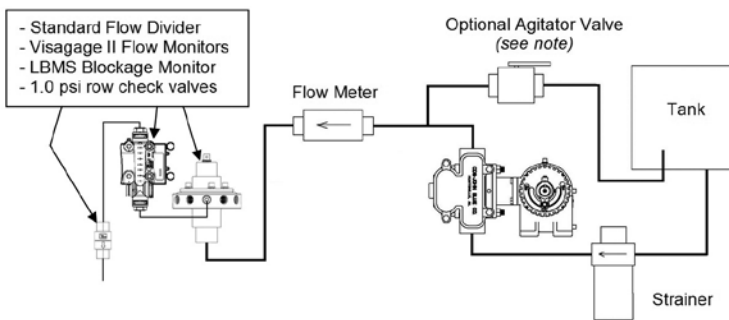 - Standard Flow Divider
- Visagage II Flow Monitors
- LBMS Blockage Monitor
- 1.0 psi row check valves
Optional Agitator Valve
(see note)
Flow Meter
Tank
Strainer